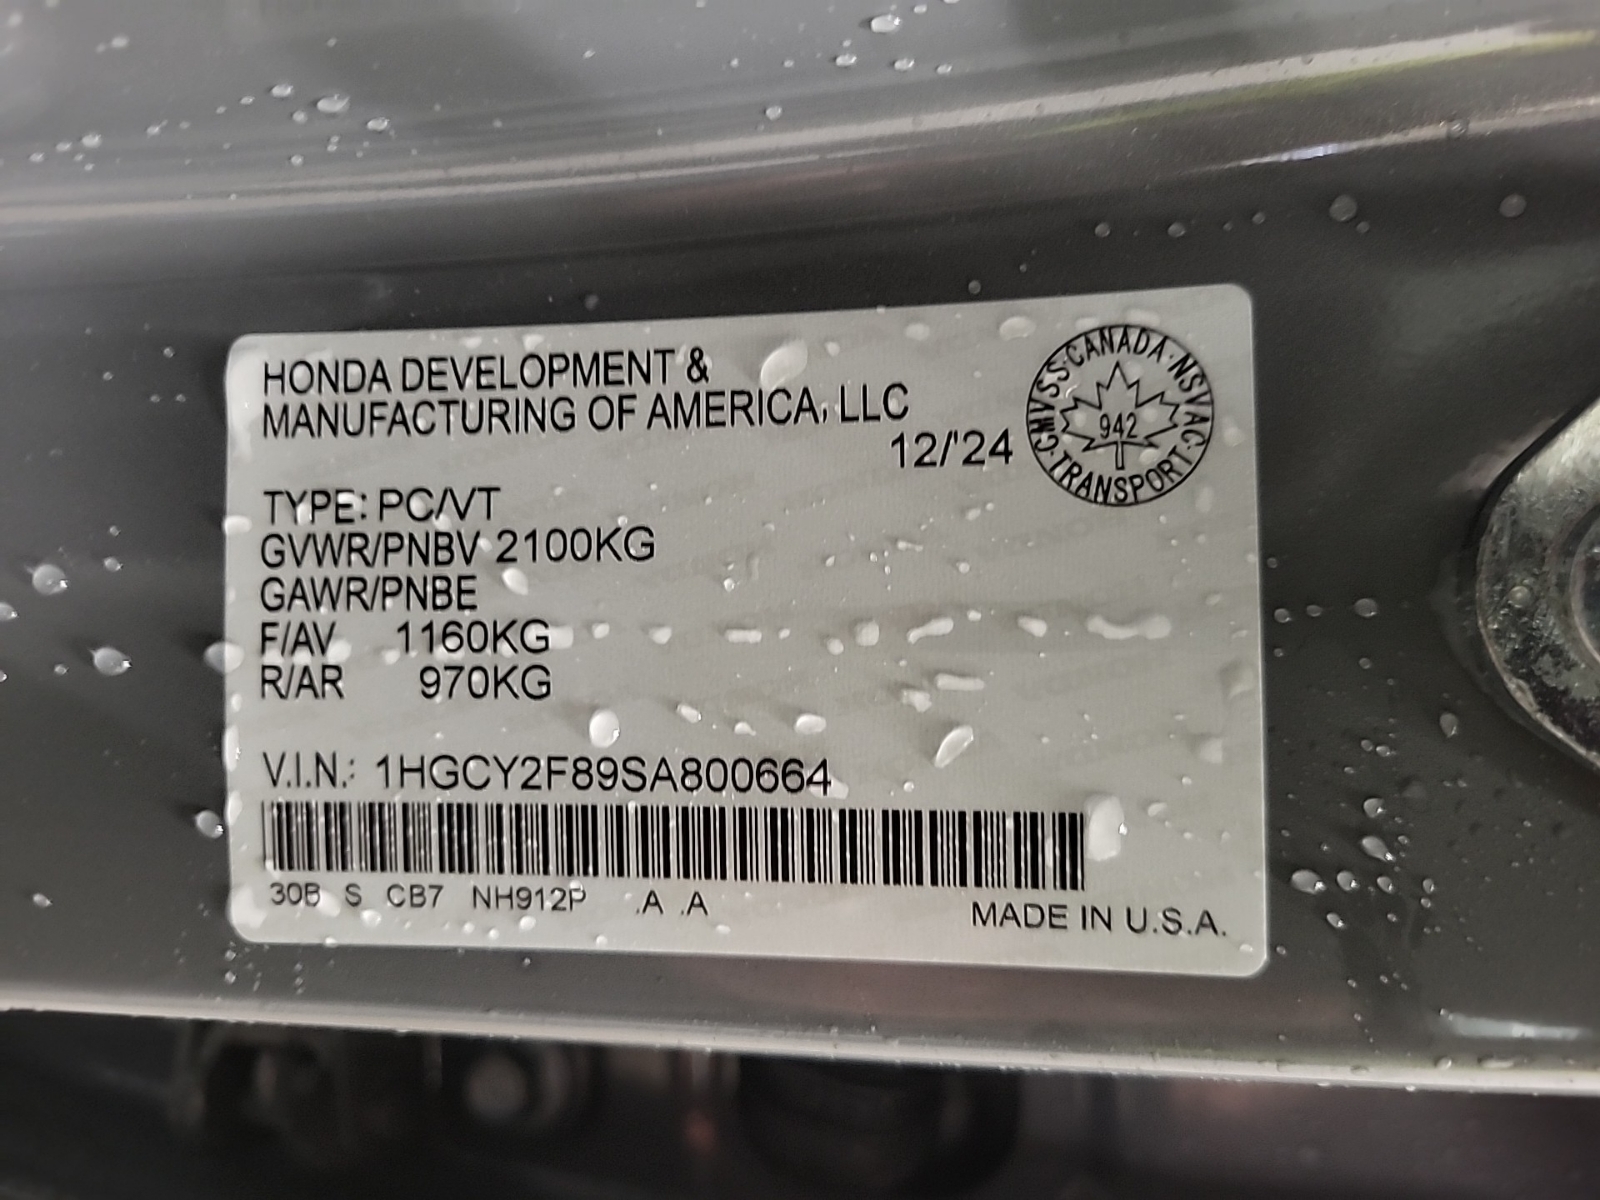 HONDA DEVELOPMENT &
MANUFACTURING OF AMERICA, LLC
12/'24
CMVSS·CANADA·NSVAC·TRANSPORT·
942
TYPE: PC/VT
GVWR/PNBV 2100KG
GAWR/PNBE
F/AV 1160KG
R/AR 970KG
V.I.N.: 1HGCY2F89SA800664
30B S CB7 NH912P .A .A
MADE IN U.S.A.